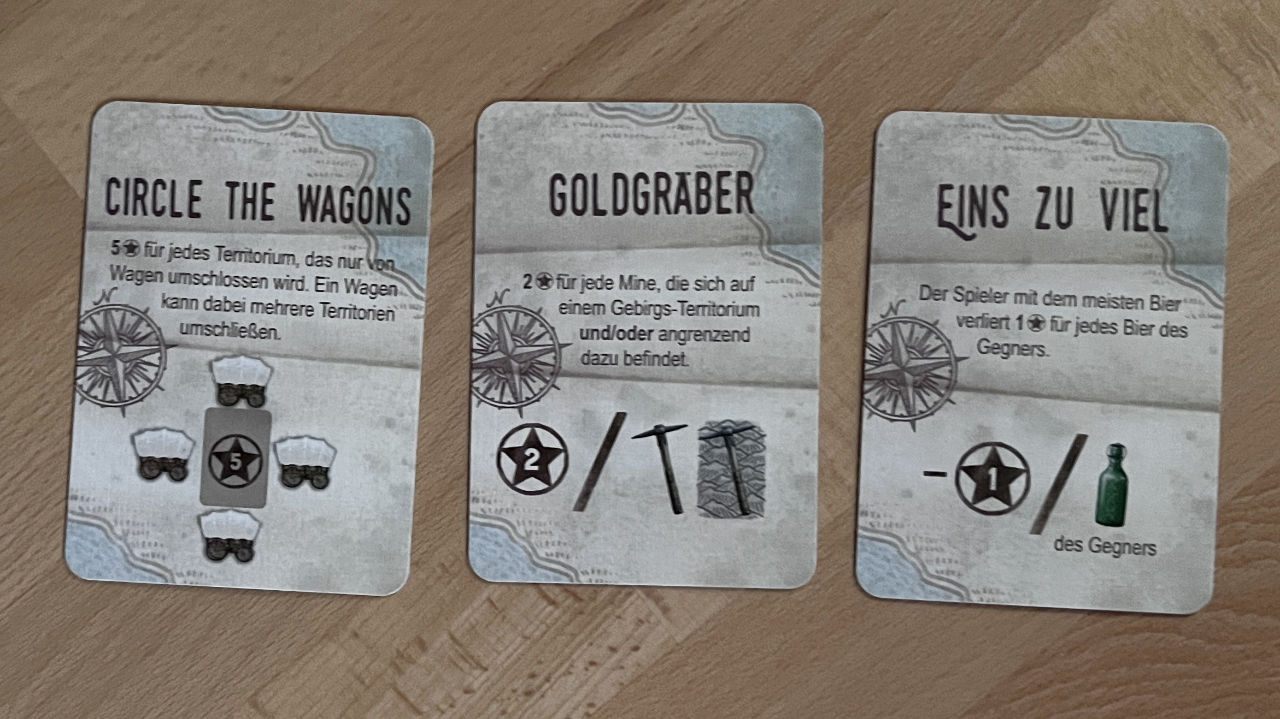 CIRCLE THE WAGONS
5 für jedes Territorium, das nur von
Wagen umschlossen wird. Ein Wagen
kann dabei mehrere Territorien
umschließen.
N
5
GOLDGRÄBER
2 für jede Mine, die sich auf
einem Gebirgs-Territorium
und/oder angrenzend
dazu befindet.
N
2 /
EINS ZU VIEL
Der Spieler mit dem meisten Bier
verliert 1 für jedes Bier des
Gegners.
N
- 1 /
des Gegners